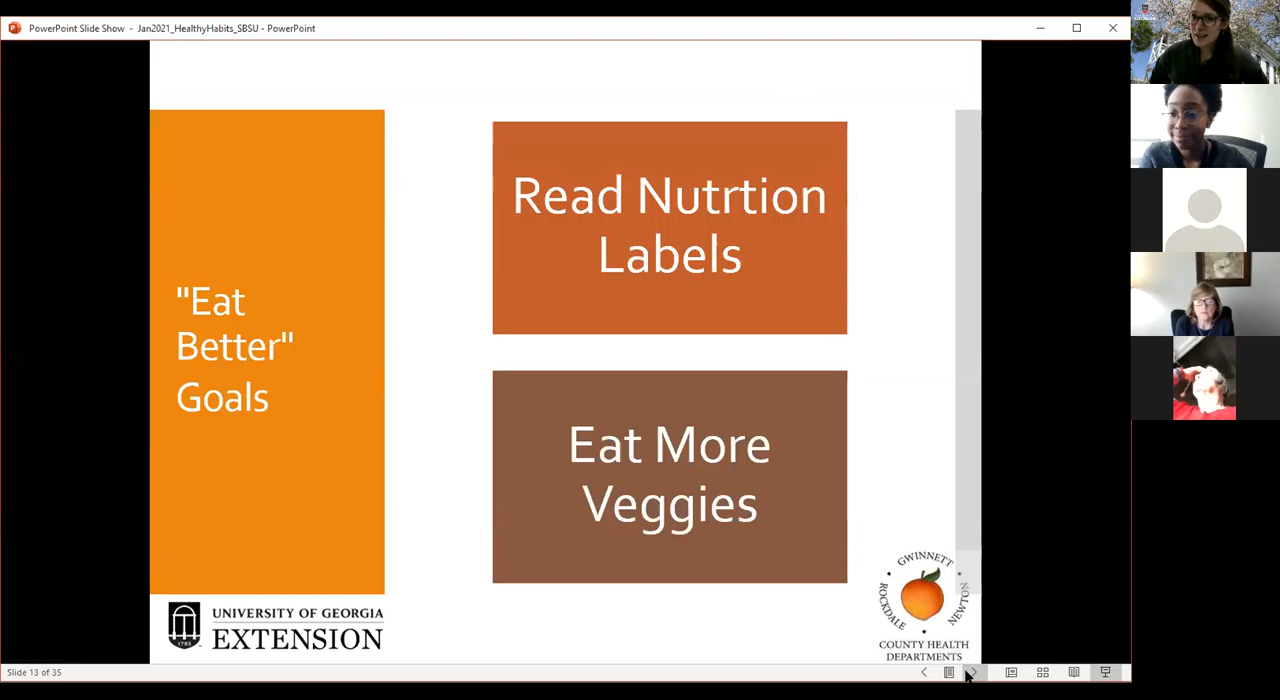 PowerPoint Slide Show - Jan2021_HealthyHabits_SBSU - PowerPoint
"Eat
Better"
Goals
Read Nutrtion
Labels
Eat More
Veggies
1785
UNIVERSITY OF GEORGIA
EXTENSION
GWINNETT
ROCKDALE
NEWTON
COUNTY HEALTH
DEPARTMENTS
Slide 13 of 35